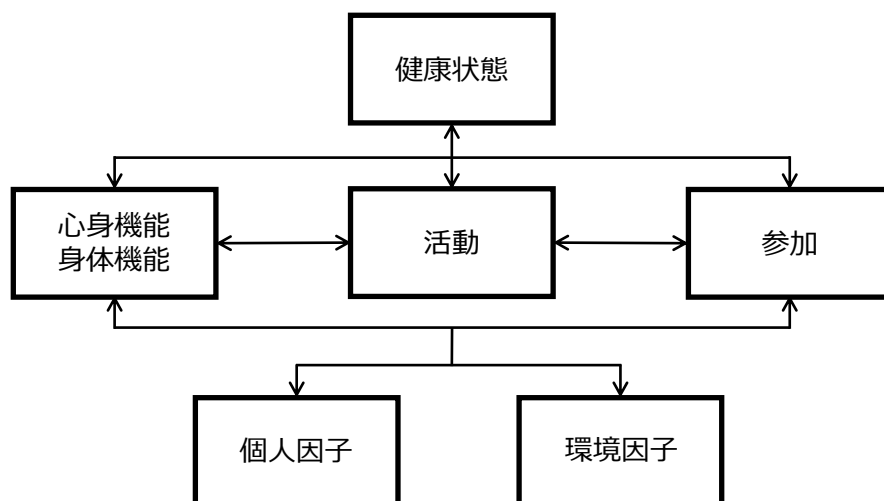 健康状態
心身機能
身体機能
活動
参加
個人因子
環境因子